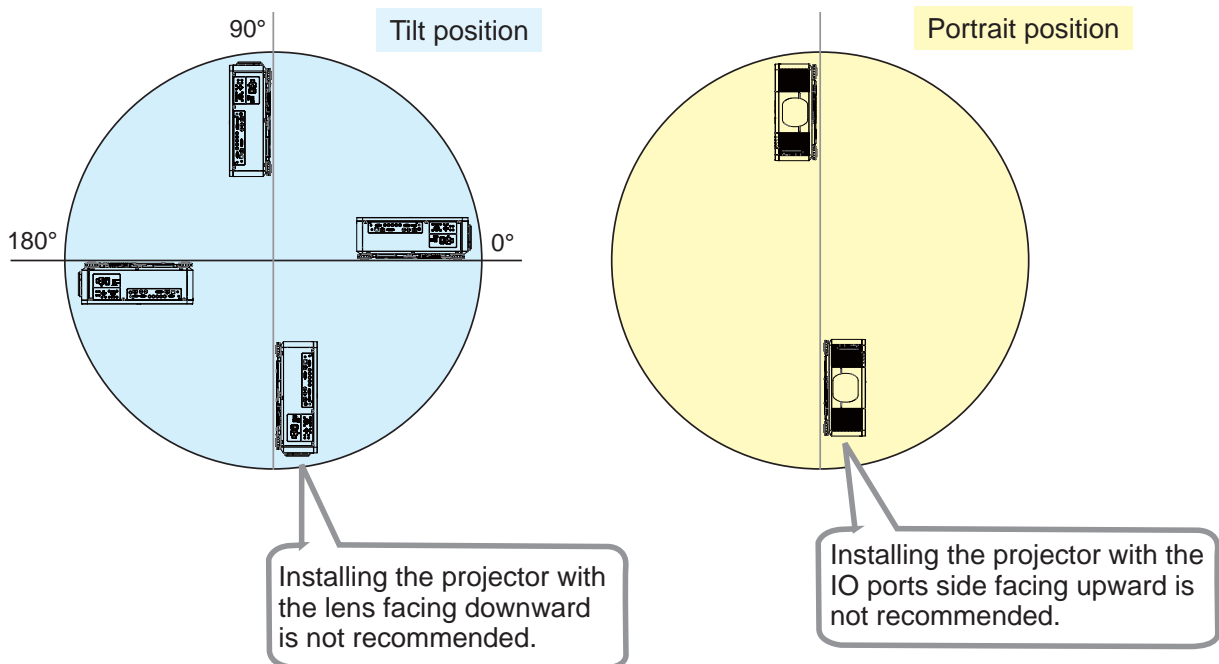 Tilt position
Portrait position
90°
180°
0°
Installing the projector with
the lens facing downward
is not recommended.
Installing the projector with the
IO ports side facing upward is
not recommended.